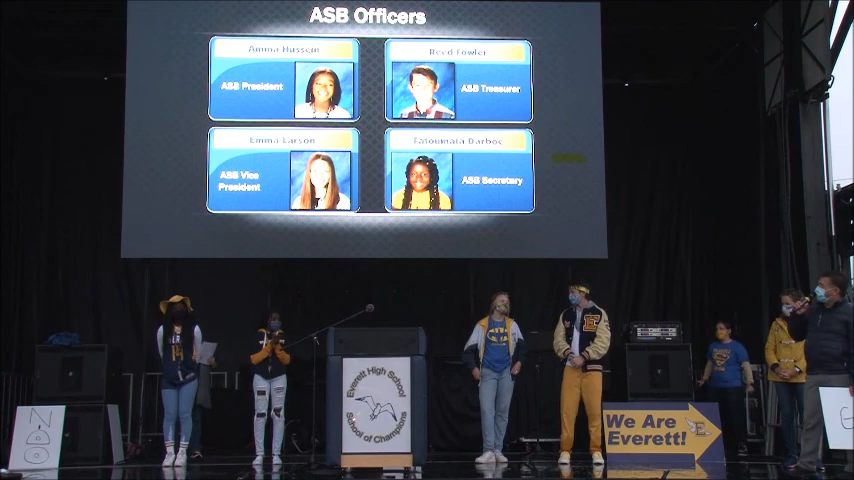 ASB Officers
Amma Hussein
ASB President
Reed Fowler
ASB Treasurer
Emma Larson
ASB Vice
President
Fatoumata Darboe
ASB Secretary
Everett High School
School of Champions
We Are
Everett!
E
E